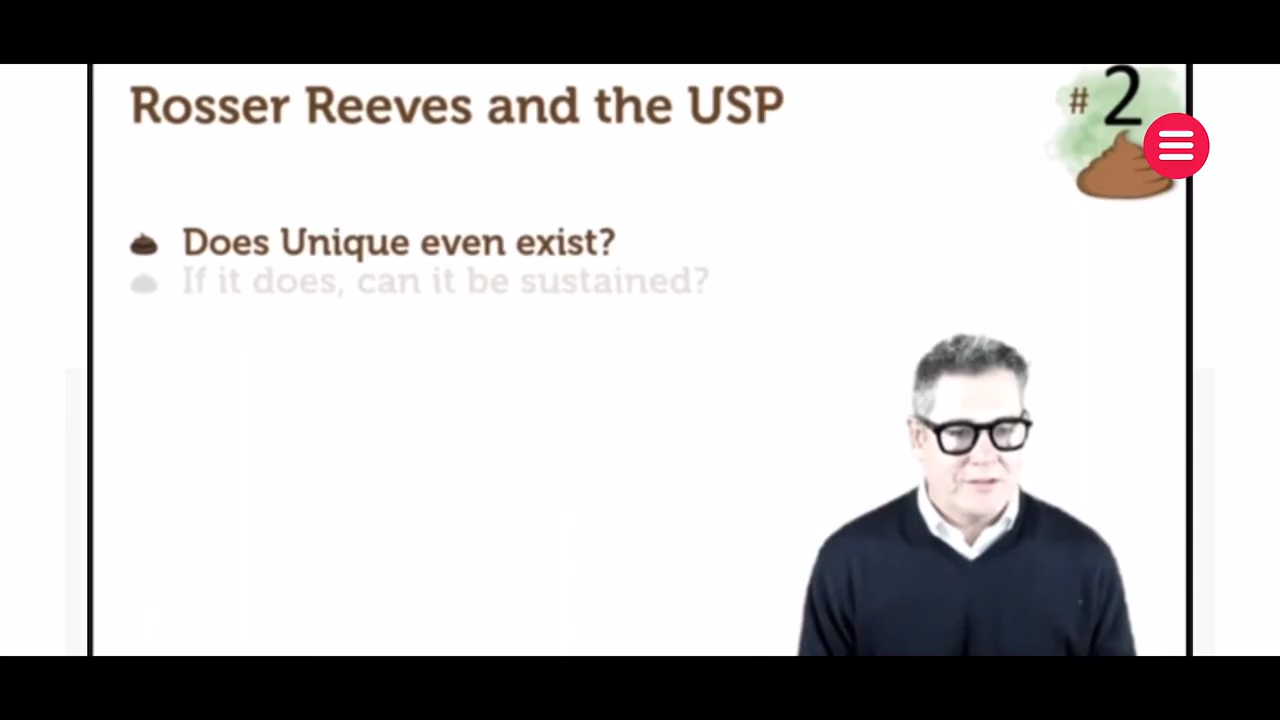 Rosser Reeves and the USP
# 2
Does Unique even exist?
If it does, can it be sustained?